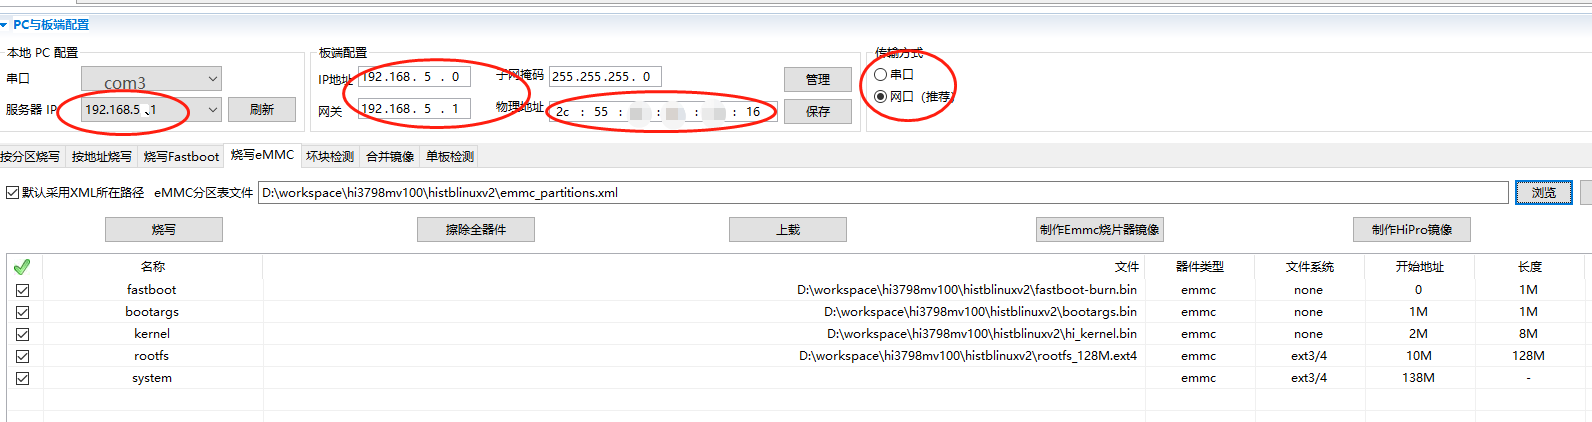 PC与板端配置
本地 PC 配置
板端配置
传输方式
串口
com3
IP地址
192.168. 5 . 0
子网掩码
255.255.255. 0
管理
串口
服务器 IP
192.168.5
1
刷新
网关
192.168. 5 . 1
物理地址
2c : 55 : : : : 16
保存
网口（推荐）
按分区烧写 按地址烧写 烧写Fastboot 烧写eMMC 坏块检测 合并镜像 单板检测
默认采用XML所在路径 eMMC分区表文件 D:\workspace\hi3798mv100\histblinuxv2\emmc_partitions.xml 浏览
烧写 擦除全器件 上载 制作Emmc烧片器镜像 制作HiPro镜像
名称 文件 器件类型 文件系统 开始地址 长度
fastboot D:\workspace\hi3798mv100\histblinuxv2\fastboot-burn.bin emmc none 0 1M
bootargs D:\workspace\hi3798mv100\histblinuxv2\bootargs.bin emmc none 1M 1M
kernel D:\workspace\hi3798mv100\histblinuxv2\hi_kernel.bin emmc none 2M 8M
rootfs D:\workspace\hi3798mv100\histblinuxv2\rootfs_128M.ext4 emmc ext3/4 10M 128M
system emmc ext3/4 138M -